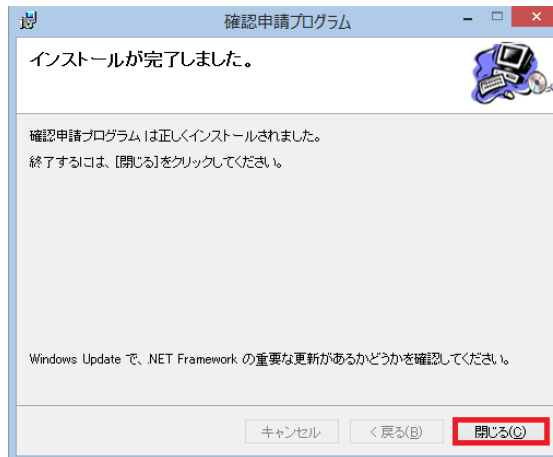 確認申請プログラム
インストールが完了しました。
確認申請プログラム は正しくインストールされました。
終了するには、[閉じる]をクリックしてください。
Windows Update で、.NET Framework の重要な更新があるかどうかを確認してください。
キャンセル
< 戻る(B)
閉じる(C)